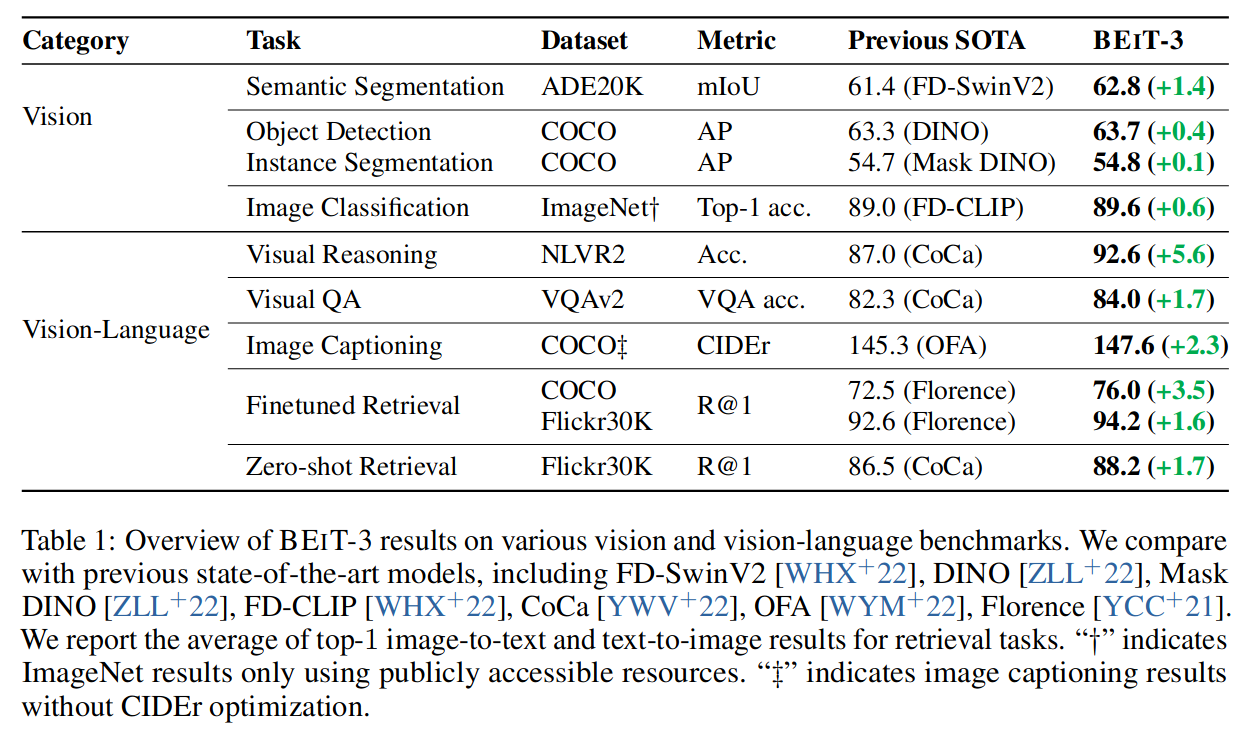 Category Task Dataset Metric Previous SOTA BEIT-3
Vision
Semantic Segmentation ADE20K mIoU 61.4 (FD-SwinV2) 62.8 (+1.4)
Object Detection COCO AP 63.3 (DINO) 63.7 (+0.4)
Instance Segmentation COCO AP 54.7 (Mask DINO) 54.8 (+0.1)
Image Classification ImageNet† Top-1 acc. 89.0 (FD-CLIP) 89.6 (+0.6)
Vision-Language
Visual Reasoning NLVR2 Acc. 87.0 (CoCa) 92.6 (+5.6)
Visual QA VQAv2 VQA acc. 82.3 (CoCa) 84.0 (+1.7)
Image Captioning COCO‡ CIDEr 145.3 (OFA) 147.6 (+2.3)
Finetuned Retrieval R@1
COCO 72.5 (Florence) 76.0 (+3.5)
Flickr30K 92.6 (Florence) 94.2 (+1.6)
Zero-shot Retrieval Flickr30K R@1 86.5 (CoCa) 88.2 (+1.7)
Table 1: Overview of BEIT-3 results on various vision and vision-language benchmarks. We compare
with previous state-of-the-art models, including FD-SwinV2 [WHX+22], DINO [ZLL+22], Mask
DINO [ZLL+22], FD-CLIP [WHX+22], CoCa [YWV+22], OFA [WYM+22], Florence [YCC+21].
We report the average of top-1 image-to-text and text-to-image results for retrieval tasks. “†” indicates
ImageNet results only using publicly accessible resources. “‡” indicates image captioning results
without CIDEr optimization.